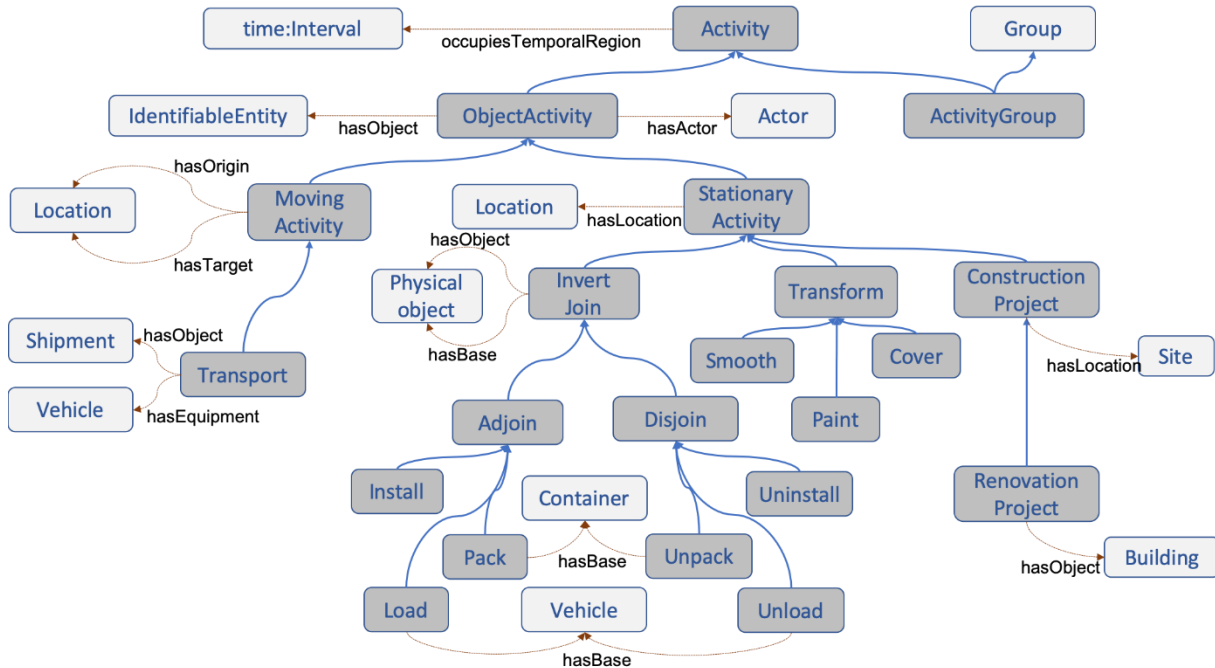 time:Interval
occupiesTemporalRegion
Activity
Group
IdentifiableEntity
hasObject
ObjectActivity
hasActor
Actor
ActivityGroup
hasOrigin
Location
Moving
Activity
hasTarget
Location
hasLocation
Stationary
Activity
hasObject
Physical
object
hasBase
Invert
Join
Transform
Construction
Project
Shipment
hasObject
Transport
Vehicle
hasEquipment
Smooth
Cover
hasLocation
Site
Adjoin
Disjoin
Paint
Install
Container
Uninstall
Renovation
Project
Pack
hasBase
Unpack
hasObject
Building
Load
Vehicle
Unload
hasBase